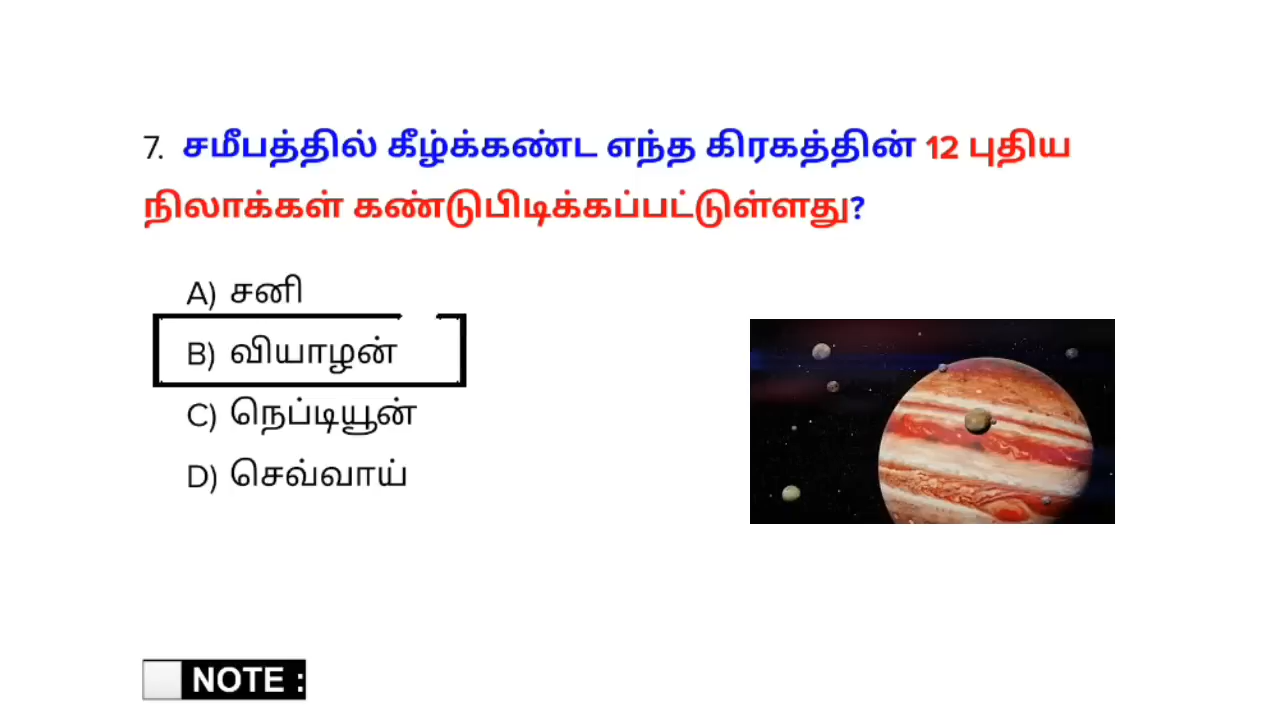 7. சமீபத்தில் கீழ்க்கண்ட எந்த கிரகத்தின் 12 புதிய
நிலாக்கள் கண்டுபிடிக்கப்பட்டுள்ளது?
A) சனி
B) வியாழன்
C) நெப்டியூன்
D) செவ்வாய்
NOTE :